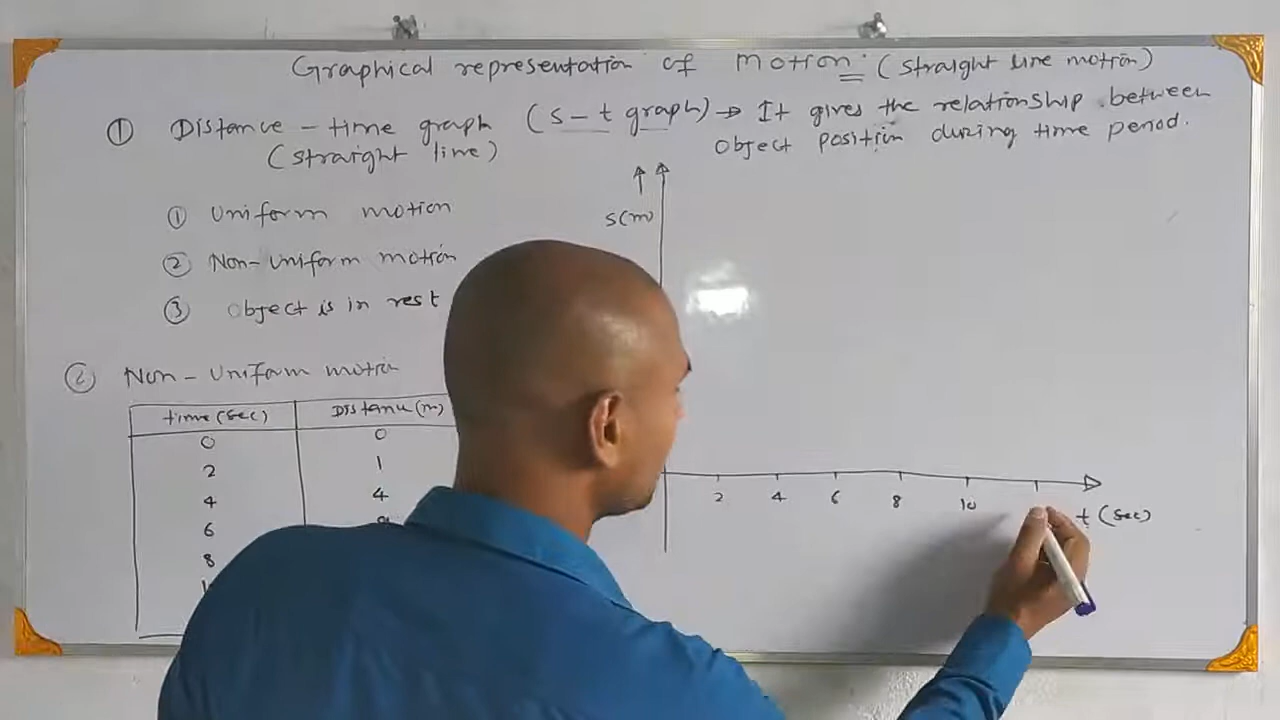 Graphical representation of motion: (straight line motion)
① Distance - time graph (s - t graph) → It gives the relationship between
(straight line)
object position during time period.
① Uniform motion
s(m)
② Non-uniform motion
③ object is in rest
② Non - Uniform motion
time (sec) Distance (m)
0 0
2 1
4 4
6
8
2 4 6 8 10 t (sec)